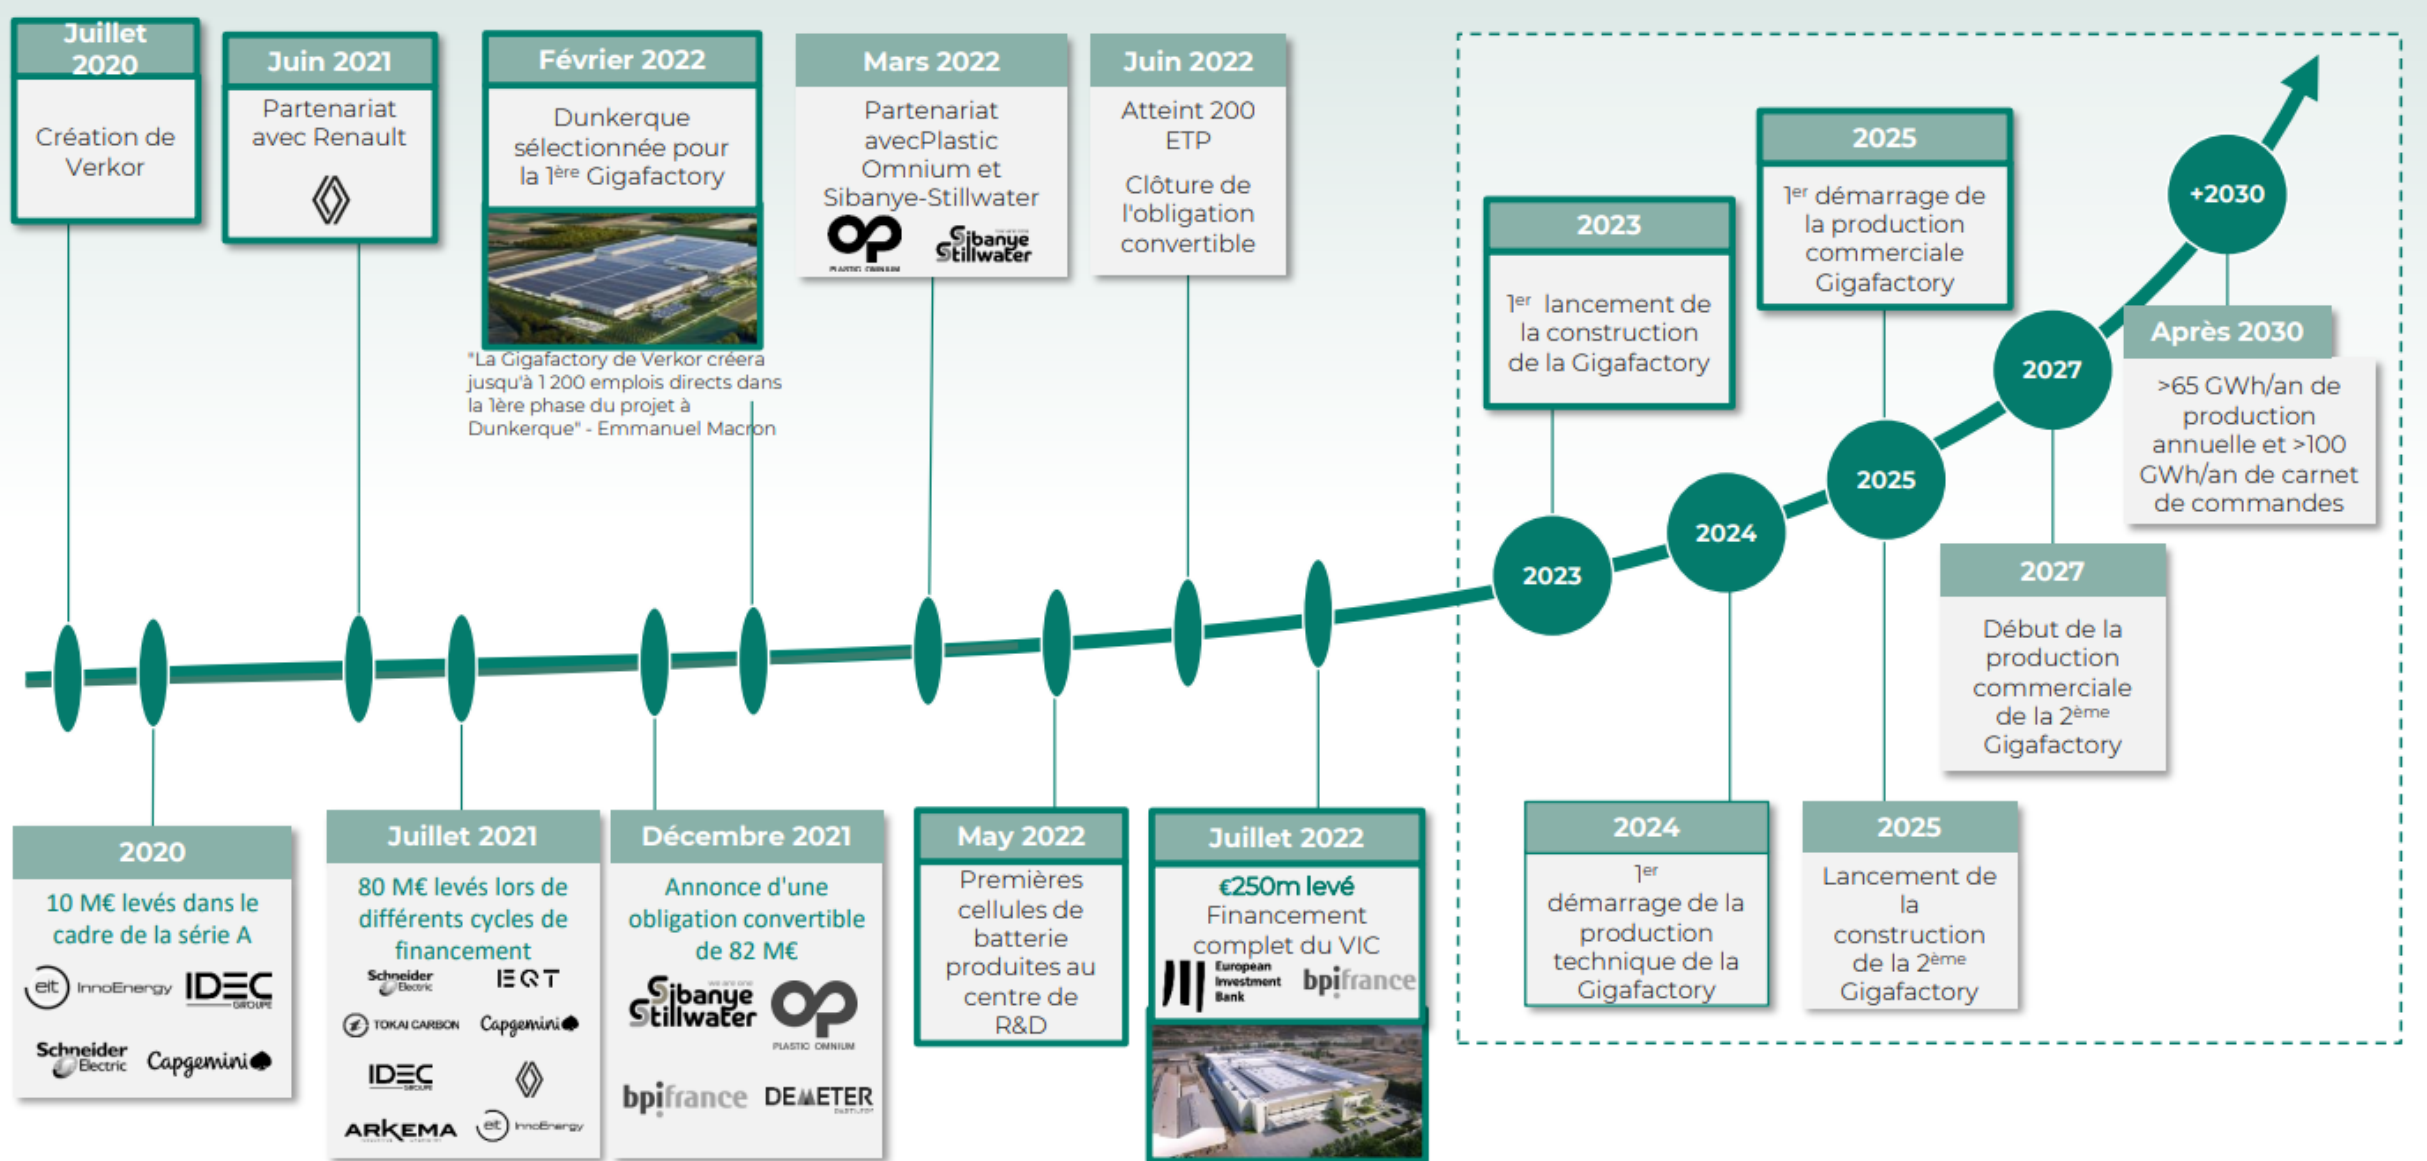 Juillet
2020
Création de
Verkor
Juin 2021
Partenariat
avec Renault
Février 2022
Dunkerque
sélectionnée pour
la 1ère Gigafactory
"La Gigafactory de Verkor créera
jusqu'à 1 200 emplois directs dans
la 1ère phase du projet à
Dunkerque" - Emmanuel Macron
Mars 2022
Partenariat
avecPlastic
Omnium et
Sibanye-Stillwater
PLASTIC OMNIUM
Sibanye
Stillwater
Juin 2022
Atteint 200
ETP
Clôture de
l'obligation
convertible
2023
1er lancement de
la construction
de la Gigafactory
2025
1er démarrage de
la production
commerciale
Gigafactory
+2030
Après 2030
>65 GWh/an de
production
annuelle et >100
GWh/an de carnet
de commandes
2023
2024
2025
2027
2027
Début de la
production
commerciale
de la 2ème
Gigafactory
2020
10 M€ levés dans le
cadre de la série A
eit InnoEnergy
IDEC
GROUPE
Schneider
Electric
Capgemini
Juillet 2021
80 M€ levés lors de
différents cycles de
financement
Schneider
Electric
EQT
TOKAI CARBON
Capgemini
IDEC
GROUPE
ARKEMA
eit InnoEnergy
Décembre 2021
Annonce d'une
obligation convertible
de 82 M€
Sibanye
Stillwater
PLASTIC OMNIUM
bpifrance
DEMETER
May 2022
Premières
cellules de
batterie
produites au
centre de
R&D
Juillet 2022
€250m levé
Financement
complet du VIC
European
Investment
Bank
bpifrance
2024
1er
démarrage de la
production
technique de la
Gigafactory
2025
Lancement de
la
construction
de la 2ème
Gigafactory